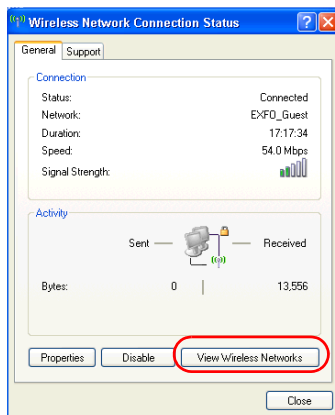 Wireless Network Connection Status
General Support
Connection
Status: Connected
Network: EXFO_Guest
Duration: 17:17:34
Speed: 54.0 Mbps
Signal Strength:
Activity
Sent Received
Bytes: 0 13,556
Properties Disable View Wireless Networks
Close